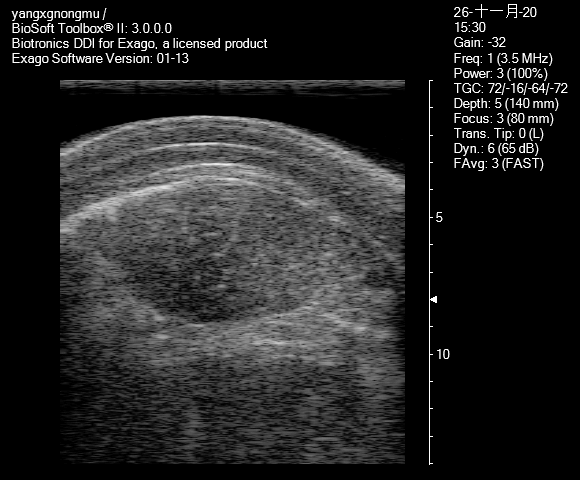 yangxgnongmu /
BioSoft Toolbox® II: 3.0.0.0
Biotronics DDI for Exago, a licensed product
Exago Software Version: 01-13
26-十一月-20
15:30
Gain: -32
Freq: 1 (3.5 MHz)
Power: 3 (100%)
TGC: 72/-16/-64/-72
Depth: 5 (140 mm)
Focus: 3 (80 mm)
Trans. Tip: 0 (L)
Dyn.: 6 (65 dB)
FAvg: 3 (FAST)
5
10